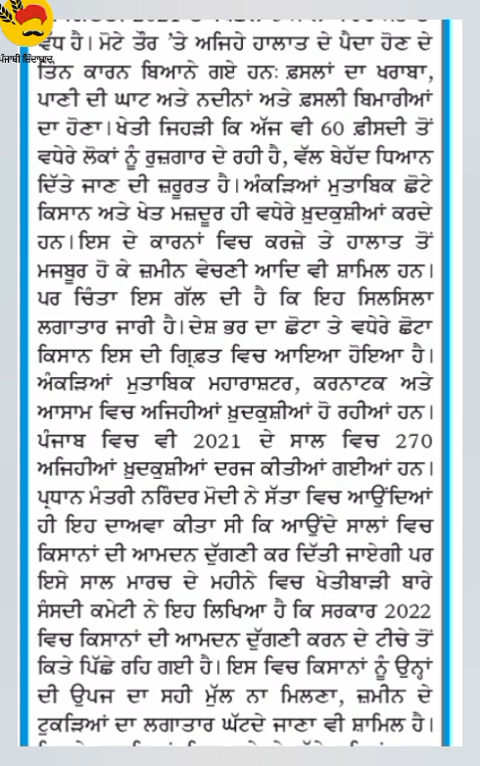 ਪੰਜਾਬੀ ਜ਼ਿੰਦਾਬਾਦ
ਵੱਧ ਹੈ। ਮੋਟੇ ਤੌਰ ’ਤੇ ਅਜਿਹੇ ਹਾਲਾਤ ਦੇ ਪੈਦਾ ਹੋਣ ਦੇ
ਤਿੰਨ ਕਾਰਨ ਬਿਆਨੇ ਗਏ ਹਨ: ਫ਼ਸਲਾਂ ਦਾ ਖਰਾਬਾ,
ਪਾਣੀ ਦੀ ਘਾਟ ਅਤੇ ਨਦੀਨਾਂ ਅਤੇ ਫ਼ਸਲੀ ਬਿਮਾਰੀਆਂ
ਦਾ ਹੋਣਾ। ਖੇਤੀ ਜਿਹੜੀ ਕਿ ਅੱਜ ਵੀ 60 ਫ਼ੀਸਦੀ ਤੋਂ
ਵਧੇਰੇ ਲੋਕਾਂ ਨੂੰ ਰੁਜ਼ਗਾਰ ਦੇ ਰਹੀ ਹੈ, ਵੱਲ ਬੇਹੱਦ ਧਿਆਨ
ਦਿੱਤੇ ਜਾਣ ਦੀ ਜ਼ਰੂਰਤ ਹੈ। ਅੰਕੜਿਆਂ ਮੁਤਾਬਿਕ ਛੋਟੇ
ਕਿਸਾਨ ਅਤੇ ਖੇਤ ਮਜ਼ਦੂਰ ਹੀ ਵਧੇਰੇ ਖ਼ੁਦਕੁਸ਼ੀਆਂ ਕਰਦੇ
ਹਨ। ਇਸ ਦੇ ਕਾਰਨਾਂ ਵਿਚ ਕਰਜ਼ੇ ਤੇ ਹਾਲਾਤ ਤੋਂ
ਮਜਬੂਰ ਹੋ ਕੇ ਜ਼ਮੀਨ ਵੇਚਣੀ ਆਦਿ ਵੀ ਸ਼ਾਮਿਲ ਹਨ।
ਪਰ ਚਿੰਤਾ ਇਸ ਗੱਲ ਦੀ ਹੈ ਕਿ ਇਹ ਸਿਲਸਿਲਾ
ਲਗਾਤਾਰ ਜਾਰੀ ਹੈ। ਦੇਸ਼ ਭਰ ਦਾ ਛੋਟਾ ਤੇ ਵਧੇਰੇ ਛੋਟਾ
ਕਿਸਾਨ ਇਸ ਦੀ ਗ੍ਰਿਫ਼ਤ ਵਿਚ ਆਇਆ ਹੋਇਆ ਹੈ।
ਅੰਕੜਿਆਂ ਮੁਤਾਬਿਕ ਮਹਾਰਾਸ਼ਟਰ, ਕਰਨਾਟਕ ਅਤੇ
ਆਸਾਮ ਵਿਚ ਅਜਿਹੀਆਂ ਖ਼ੁਦਕੁਸ਼ੀਆਂ ਹੋ ਰਹੀਆਂ ਹਨ।
ਪੰਜਾਬ ਵਿਚ ਵੀ 2021 ਦੇ ਸਾਲ ਵਿਚ 270
ਅਜਿਹੀਆਂ ਖ਼ੁਦਕੁਸ਼ੀਆਂ ਦਰਜ ਕੀਤੀਆਂ ਗਈਆਂ ਹਨ।
ਪ੍ਰਧਾਨ ਮੰਤਰੀ ਨਰਿੰਦਰ ਮੋਦੀ ਨੇ ਸੱਤਾ ਵਿਚ ਆਉਂਦਿਆਂ
ਹੀ ਇਹ ਦਾਅਵਾ ਕੀਤਾ ਸੀ ਕਿ ਆਉਂਦੇ ਸਾਲਾਂ ਵਿਚ
ਕਿਸਾਨਾਂ ਦੀ ਆਮਦਨ ਦੁੱਗਣੀ ਕਰ ਦਿੱਤੀ ਜਾਏਗੀ ਪਰ
ਇਸੇ ਸਾਲ ਮਾਰਚ ਦੇ ਮਹੀਨੇ ਵਿਚ ਖੇਤੀਬਾੜੀ ਬਾਰੇ
ਸੰਸਦੀ ਕਮੇਟੀ ਨੇ ਇਹ ਲਿਖਿਆ ਹੈ ਕਿ ਸਰਕਾਰ 2022
ਵਿਚ ਕਿਸਾਨਾਂ ਦੀ ਆਮਦਨ ਦੁੱਗਣੀ ਕਰਨ ਦੇ ਟੀਚੇ ਤੋਂ
ਕਿਤੇ ਪਿੱਛੇ ਰਹਿ ਗਈ ਹੈ। ਇਸ ਵਿਚ ਕਿਸਾਨਾਂ ਨੂੰ ਉਨ੍ਹਾਂ
ਦੀ ਉਪਜ ਦਾ ਸਹੀ ਮੁੱਲ ਨਾ ਮਿਲਣਾ, ਜ਼ਮੀਨ ਦੇ
ਟੁਕੜਿਆਂ ਦਾ ਲਗਾਤਾਰ ਘੱਟਦੇ ਜਾਣਾ ਵੀ ਸ਼ਾਮਿਲ ਹੈ।